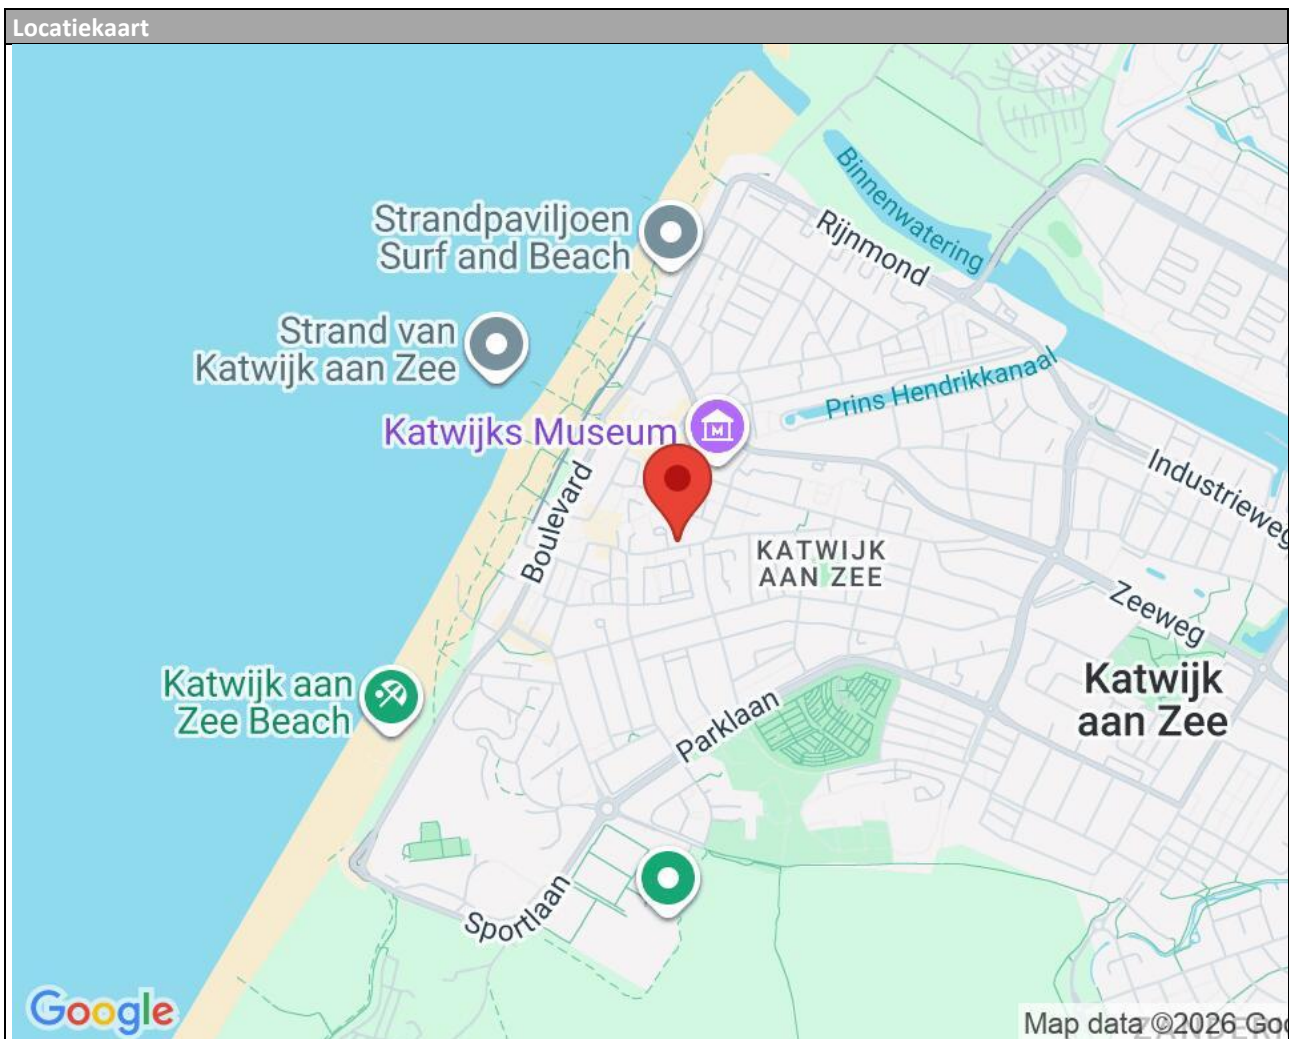 Locatiekaart
Binnenwatering
Strandpaviljoen
Surf and Beach
Rijnmond
Strand van
Katwijk aan Zee
Prins Hendrikkanaal
Katwijks Museum
M
Boulevard
Industrieweg
KATWIJK
AAN ZEE
Zeeweg
Katwijk aan
Zee Beach
Katwijk
aan Zee
Parklaan
Sportlaan
Google
Map data ©2026 Goo